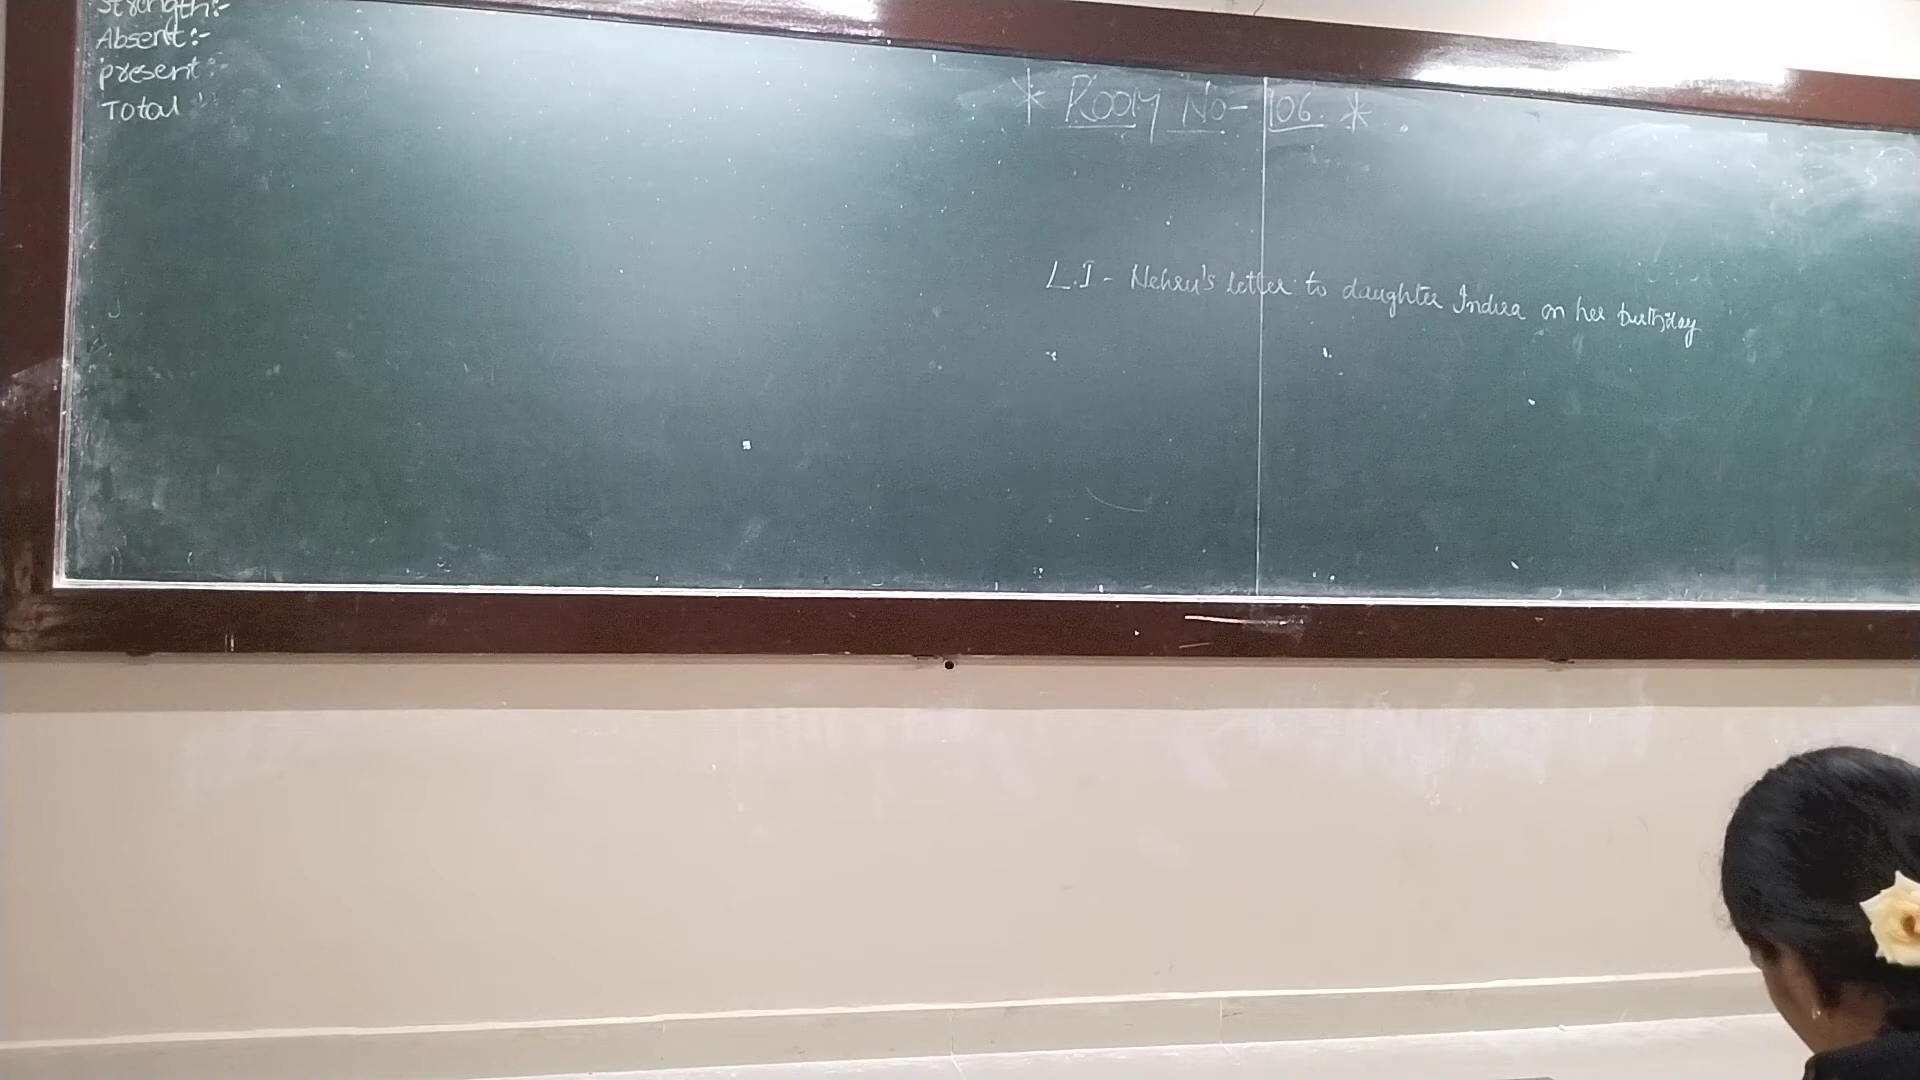 Strength:-
Absent:-
present:-
Total :-
* ROOM No- 106. *
L.I - Nehru's letter to daughter Indira on her birthday